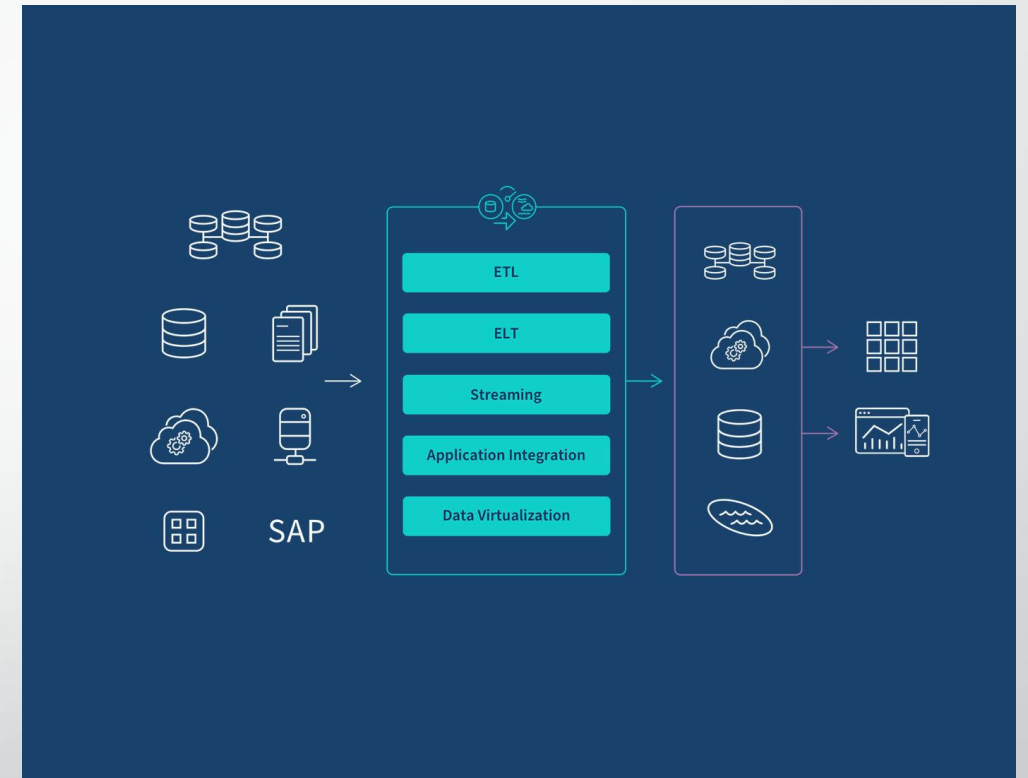 ETL
ELT
Streaming
Application Integration
Data Virtualization
SAP